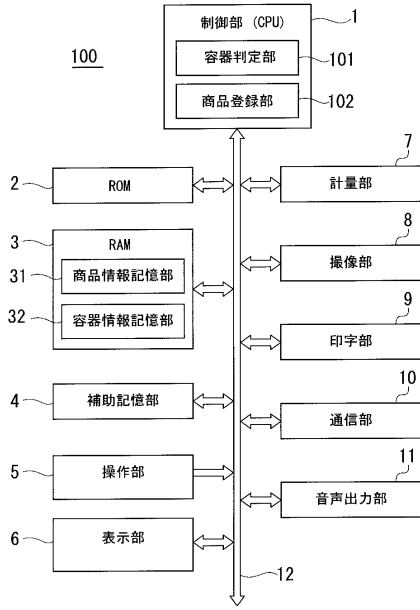 制御部 (CPU)
1
100
容器判定部
101
商品登録部
102
7
2
ROM
計量部
3
RAM
8
31
商品情報記憶部
撮像部
32
容器情報記憶部
9
印字部
10
4
補助記憶部
通信部
5
操作部
11
音声出力部
6
表示部
12